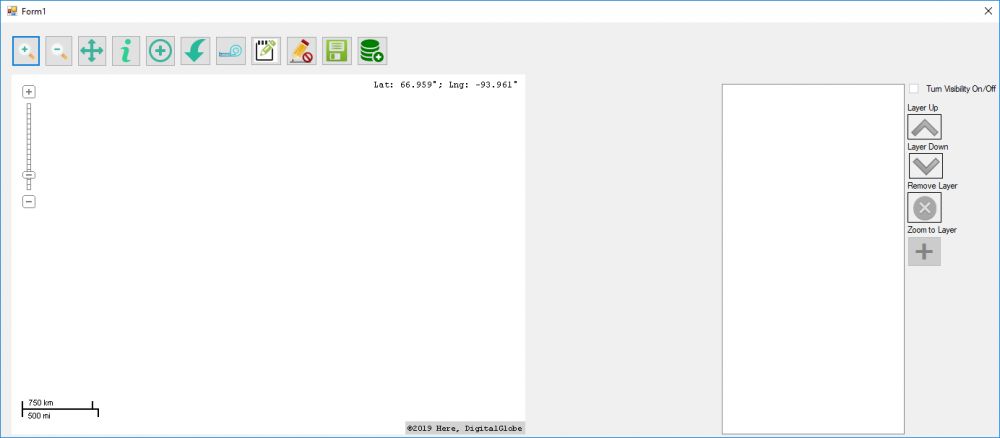 Form1
Lat: 66.959°; Lng: -93.961°
Turn Visibility On/Off
Layer Up
Layer Down
Remove Layer
Zoom to Layer
750 km
500 mi
©2019 Here, DigitalGlobe